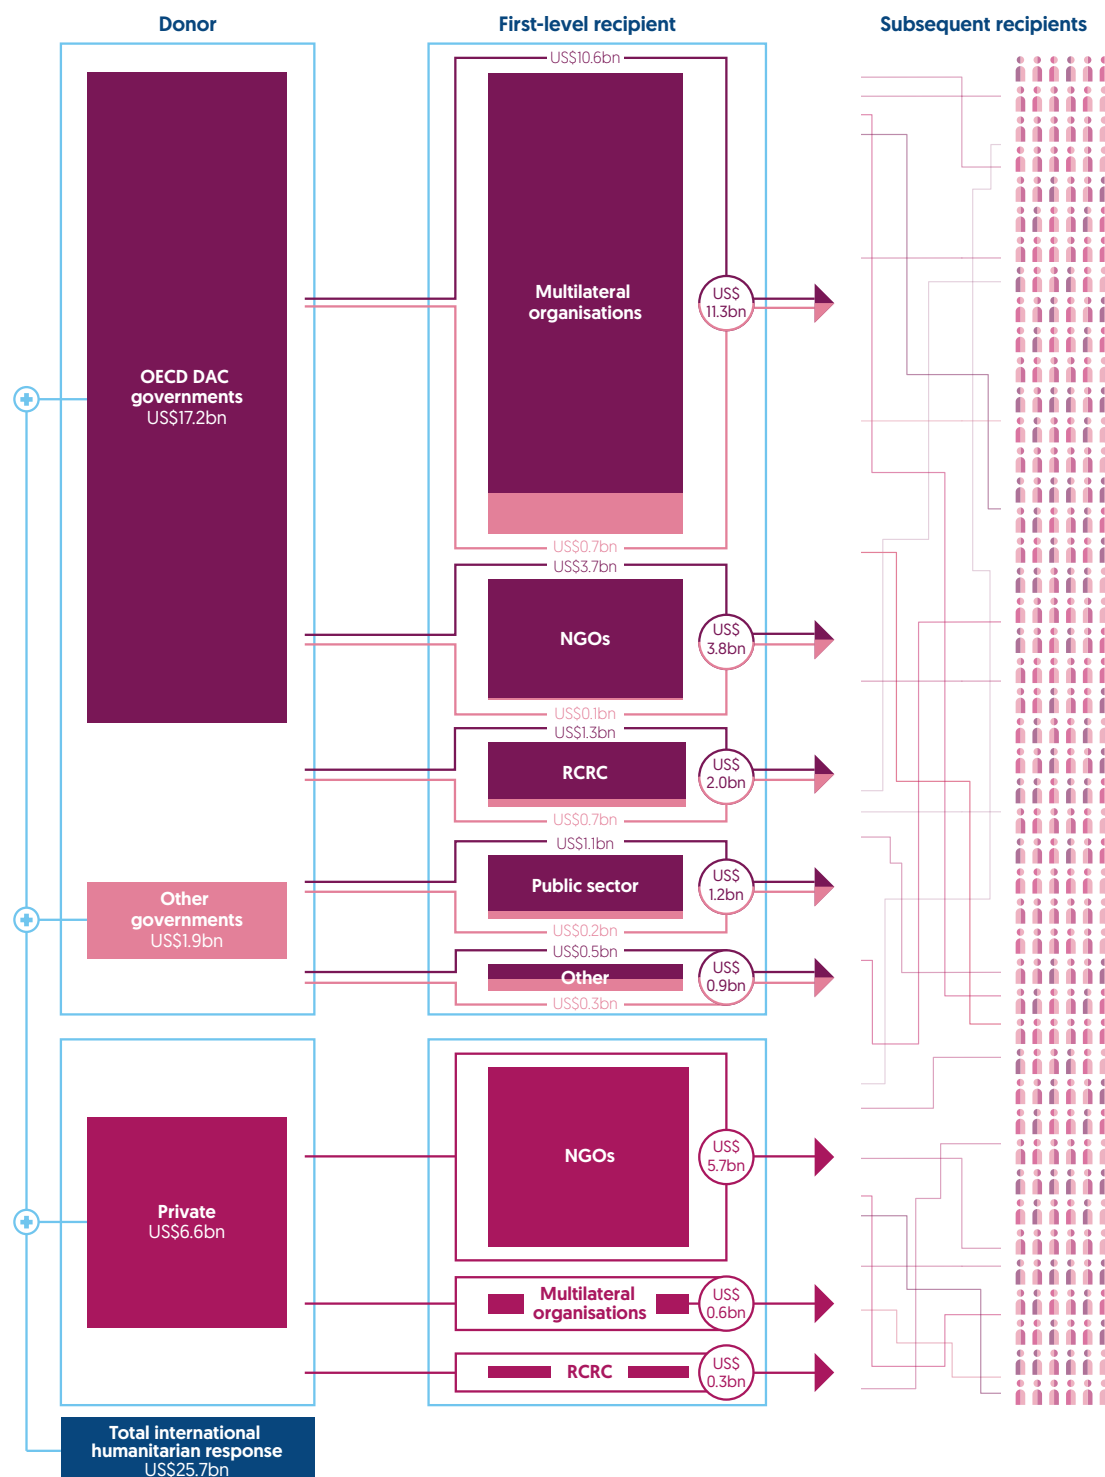 Donor
First-level recipient
Subsequent recipients
US$10.6bn
Multilateral
organisations
US$
11.3bn
OECD DAC
governments
US$17.2bn
US$0.7bn
US$3.7bn
NGOs
US$
3.8bn
US$0.1bn
US$1.3bn
RCRC
US$
2.0bn
US$0.7bn
US$1.1bn
Public sector
US$
1.2bn
US$0.2bn
Other
governments
US$1.9bn
US$0.5bn
Other
US$
0.9bn
US$0.3bn
NGOs
US$
5.7bn
Private
US$6.6bn
Multilateral
organisations
US$
0.6bn
RCRC
US$
0.3bn
Total international
humanitarian response
US$25.7bn